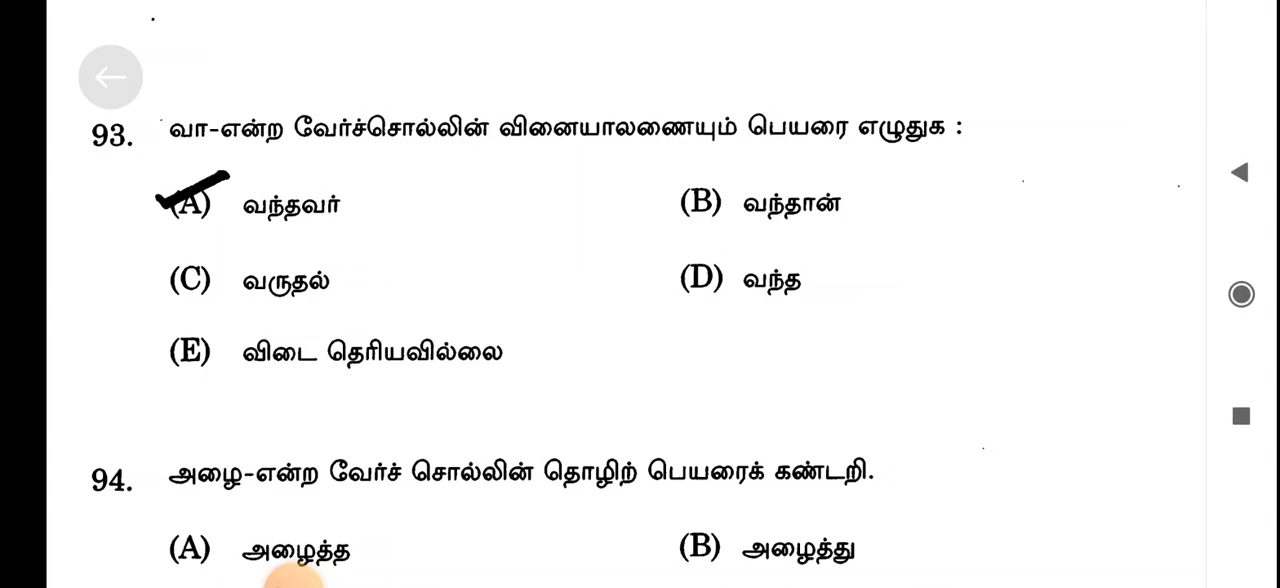 93. வா-என்ற வேர்ச்சொல்லின் வினையாலணையும் பெயரை எழுதுக :
(A) வந்தவர் (B) வந்தான்
(C) வருதல் (D) வந்த
(E) விடை தெரியவில்லை
94. அழை-என்ற வேர்ச் சொல்லின் தொழிற் பெயரைக் கண்டறி.
(A) அழைத்த (B) அழைத்து